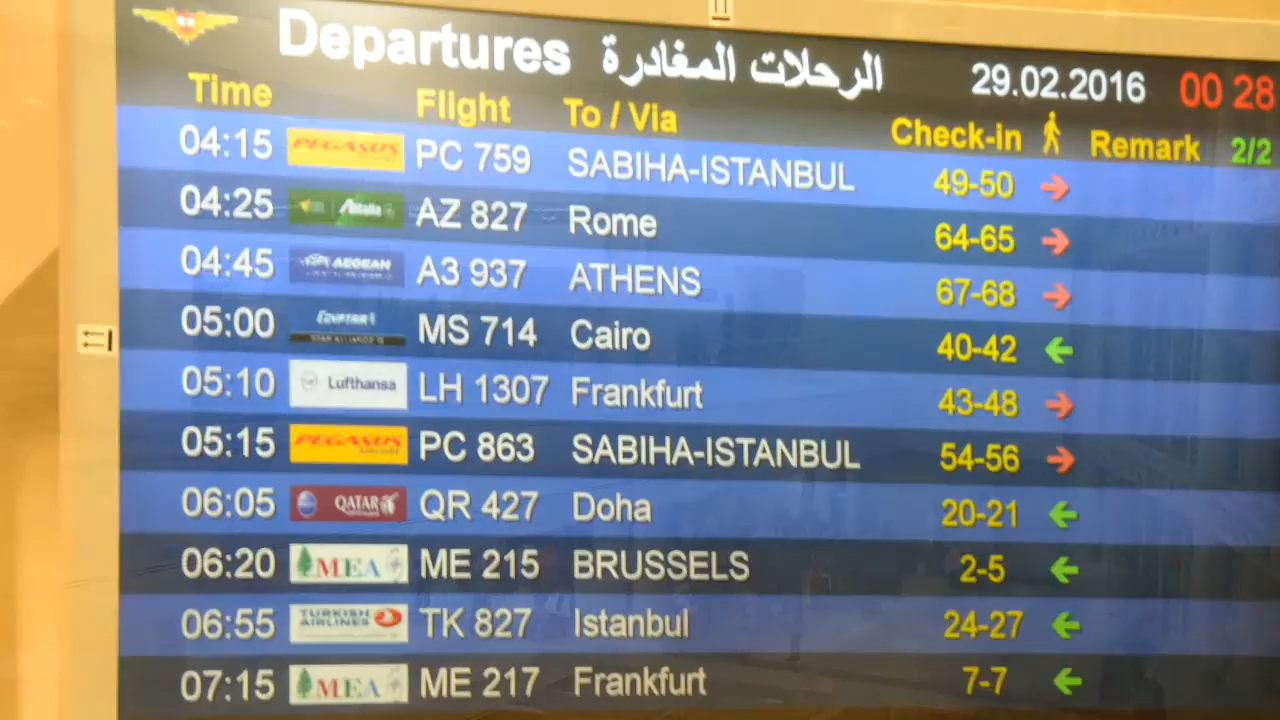 Departures الرحلات المغادرة 29.02.2016 00 28
Time Flight To / Via Check-in Remark 2/2
04:15 PEGASUS PC 759 SABIHA-ISTANBUL 49-50 →
04:25 Alitalia AZ 827 Rome 64-65 →
04:45 AEGEAN A3 937 ATHENS 67-68 →
05:00 EGYPTAIR MS 714 Cairo 40-42 ←
05:10 Lufthansa LH 1307 Frankfurt 43-48 →
05:15 PEGASUS AIRLINES PC 863 SABIHA-ISTANBUL 54-56 →
06:05 QATAR QR 427 Doha 20-21 ←
06:20 MEA ME 215 BRUSSELS 2-5 ←
06:55 TURKISH AIRLINES TK 827 Istanbul 24-27 ←
07:15 MEA ME 217 Frankfurt 7-7 ←